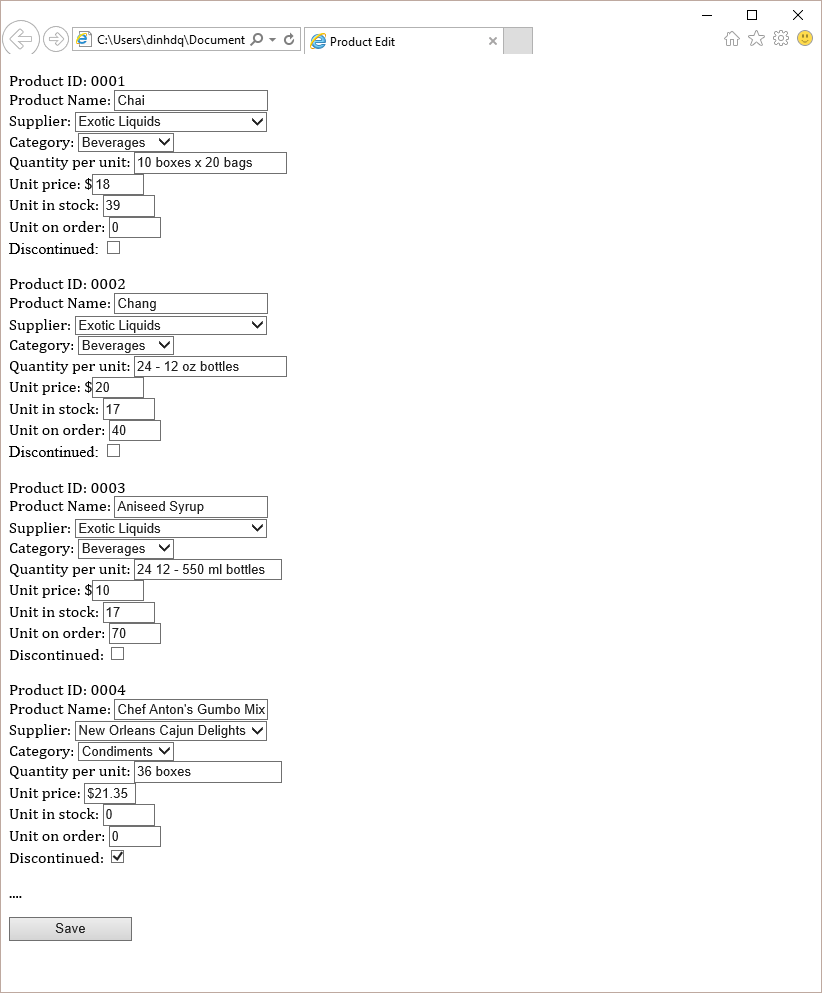 C:\Users\dinhdq\Document
Product Edit
Product ID: 0001
Product Name: Chai
Supplier: Exotic Liquids
Category: Beverages
Quantity per unit: 10 boxes x 20 bags
Unit price: $18
Unit in stock: 39
Unit on order: 0
Discontinued:
Product ID: 0002
Product Name: Chang
Supplier: Exotic Liquids
Category: Beverages
Quantity per unit: 24 - 12 oz bottles
Unit price: $20
Unit in stock: 17
Unit on order: 40
Discontinued:
Product ID: 0003
Product Name: Aniseed Syrup
Supplier: Exotic Liquids
Category: Beverages
Quantity per unit: 24 12 - 550 ml bottles
Unit price: $10
Unit in stock: 17
Unit on order: 70
Discontinued:
Product ID: 0004
Product Name: Chef Anton's Gumbo Mix
Supplier: New Orleans Cajun Delights
Category: Condiments
Quantity per unit: 36 boxes
Unit price: $21.35
Unit in stock: 0
Unit on order: 0
Discontinued:
....
Save